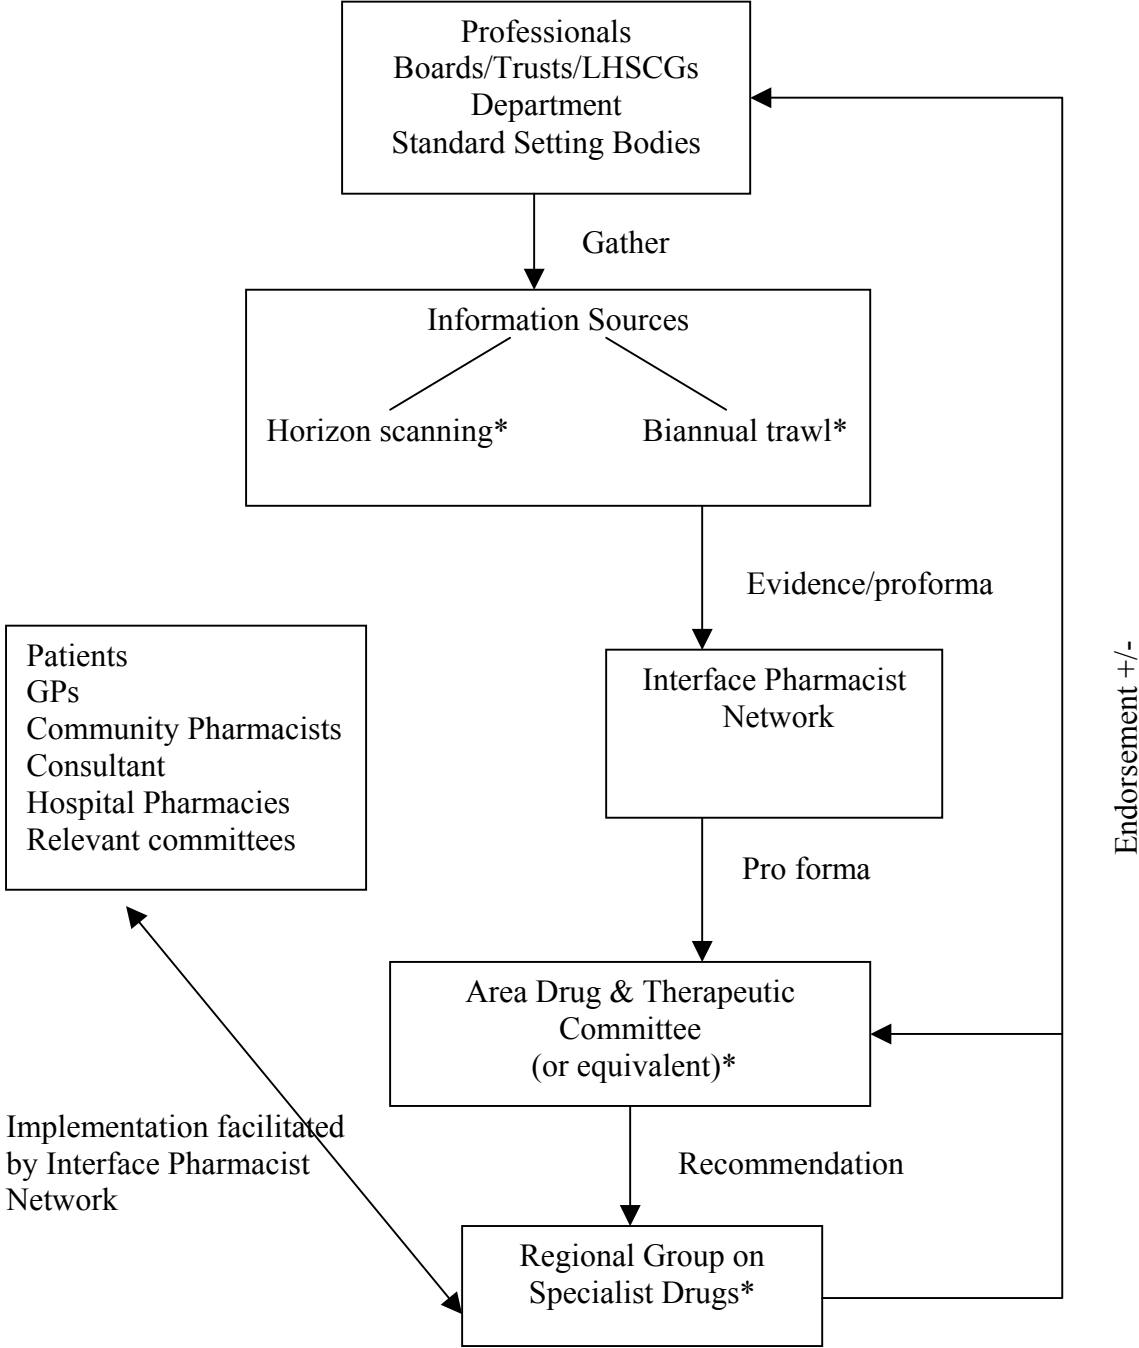 Professionals
Boards/Trusts/LHSCGs
Department
Standard Setting Bodies
Gather
Information Sources
Horizon scanning*
Biannual trawl*
Evidence/proforma
Patients
GPs
Community Pharmacists
Consultant
Hospital Pharmacies
Relevant committees
Interface Pharmacist
Network
Endorsement +/-
Pro forma
Area Drug & Therapeutic
Committee
(or equivalent)*
Implementation facilitated
by Interface Pharmacist
Network
Recommendation
Regional Group on
Specialist Drugs*